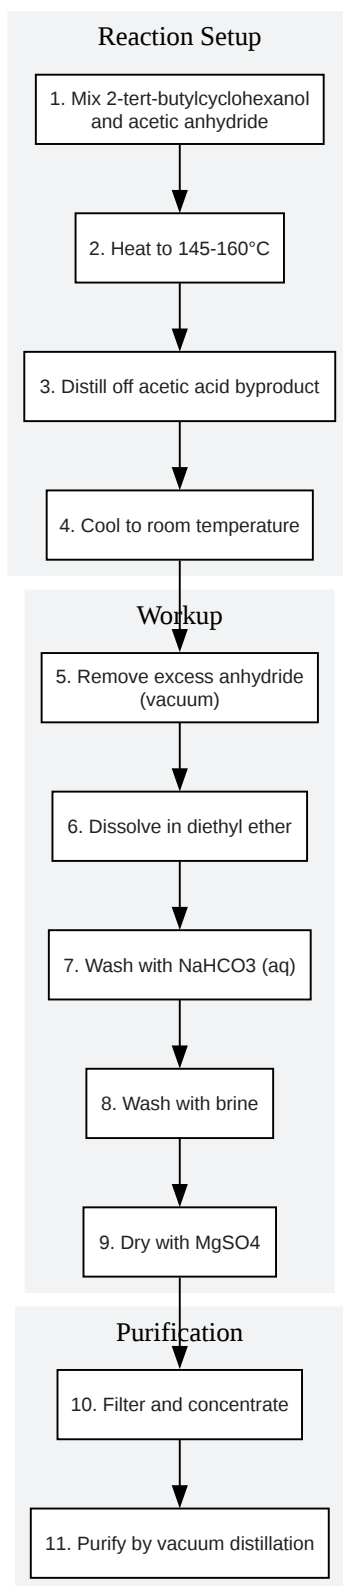 Reaction Setup
1. Mix 2-tert-butylcyclohexanol
and acetic anhydride
2. Heat to 145-160°C
3. Distill off acetic acid byproduct
4. Cool to room temperature
Workup
5. Remove excess anhydride
(vacuum)
6. Dissolve in diethyl ether
7. Wash with NaHCO3 (aq)
8. Wash with brine
9. Dry with MgSO4
Purification
10. Filter and concentrate
11. Purify by vacuum distillation